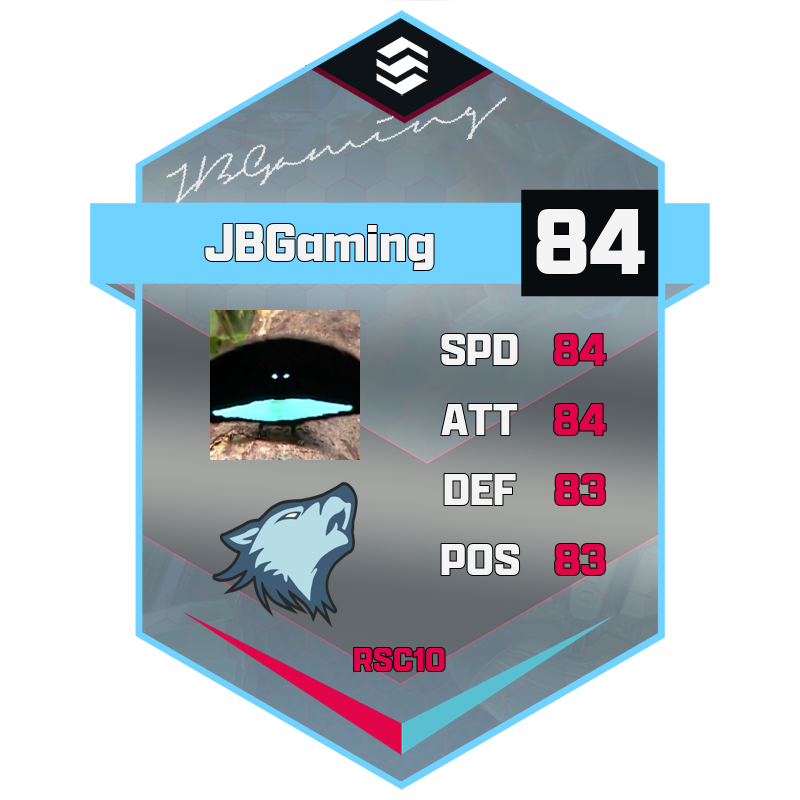 JBGaming
JBGaming
84
SPD 84
ATT 84
DEF 83
POS 83
RSC10